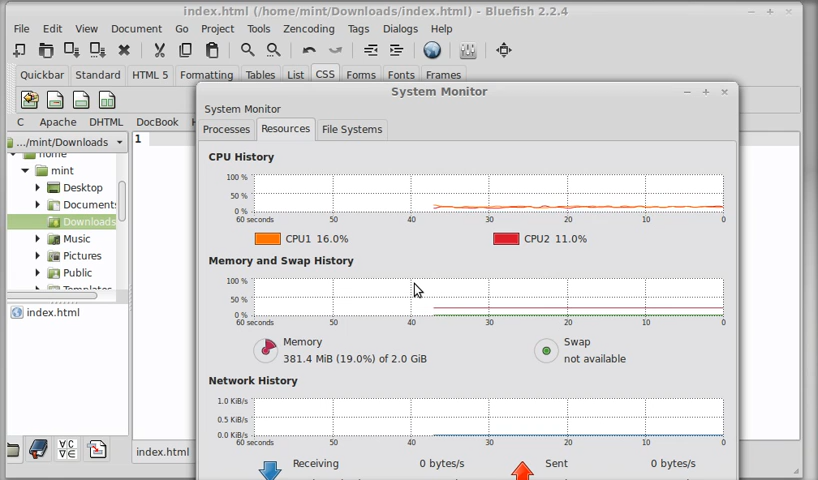 index.html (/home/mint/Downloads/index.html) - Bluefish 2.2.4
File Edit View Document Go Project Tools Encoding Tags Dialogs Help
Quickbar Standard HTML 5 Formatting Tables List CSS Forms Fonts Frames
C Apache DHTML DocBook
.../mint/Downloads
home
mint
Desktop
Documents
Downloads
Music
Pictures
Public
Templates
index.html
1
index.html
System Monitor
System Monitor
Processes Resources File Systems
CPU History
100 %
50 %
0 %
60 seconds 50 40 30 20 10 0
CPU1 16.0% CPU2 11.0%
Memory and Swap History
100 %
50 %
0 %
60 seconds 50 40 30 20 10 0
Memory Swap
381.4 MiB (19.0%) of 2.0 GiB not available
Network History
1.0 KiB/s
0.5 KiB/s
0.0 KiB/s
60 seconds 50 40 30 20 10 0
Receiving 0 bytes/s Sent 0 bytes/s